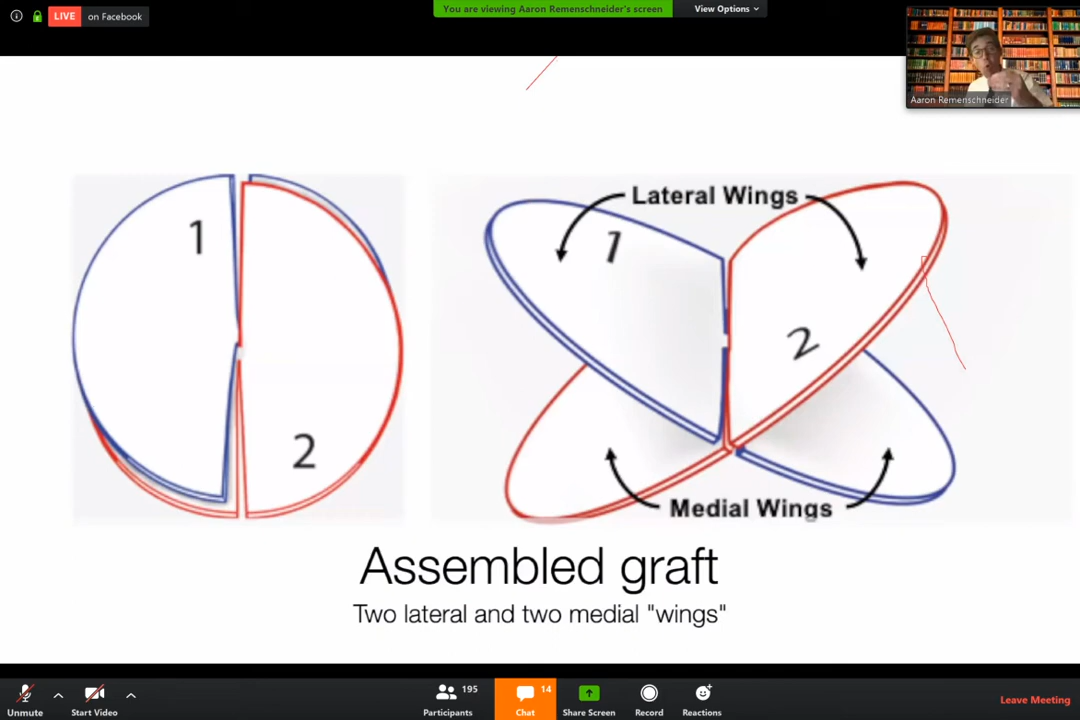 LIVE on Facebook
You are viewing Aaron Remenschneider's screen View Options
Aaron Remenschneider
1
2
Lateral Wings
1
2
Medial Wings
Assembled graft
Two lateral and two medial "wings"
Unmute
Start Video
Participants 195
Chat 14
Share Screen
Record
Reactions
Leave Meeting